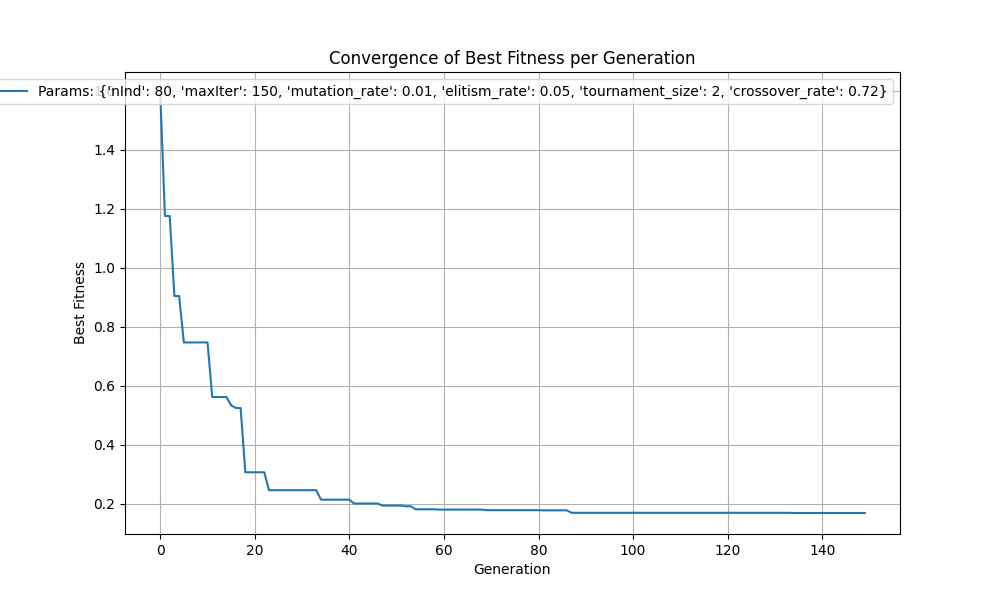 Convergence of Best Fitness per Generation
Params: {'nInd': 80, 'maxIter': 150, 'mutation_rate': 0.01, 'elitism_rate': 0.05, 'tournament_size': 2, 'crossover_rate': 0.72}
1.4
1.2
1.0
0.8
0.6
0.4
0.2
Best Fitness
0 20 40 60 80 100 120 140
Generation